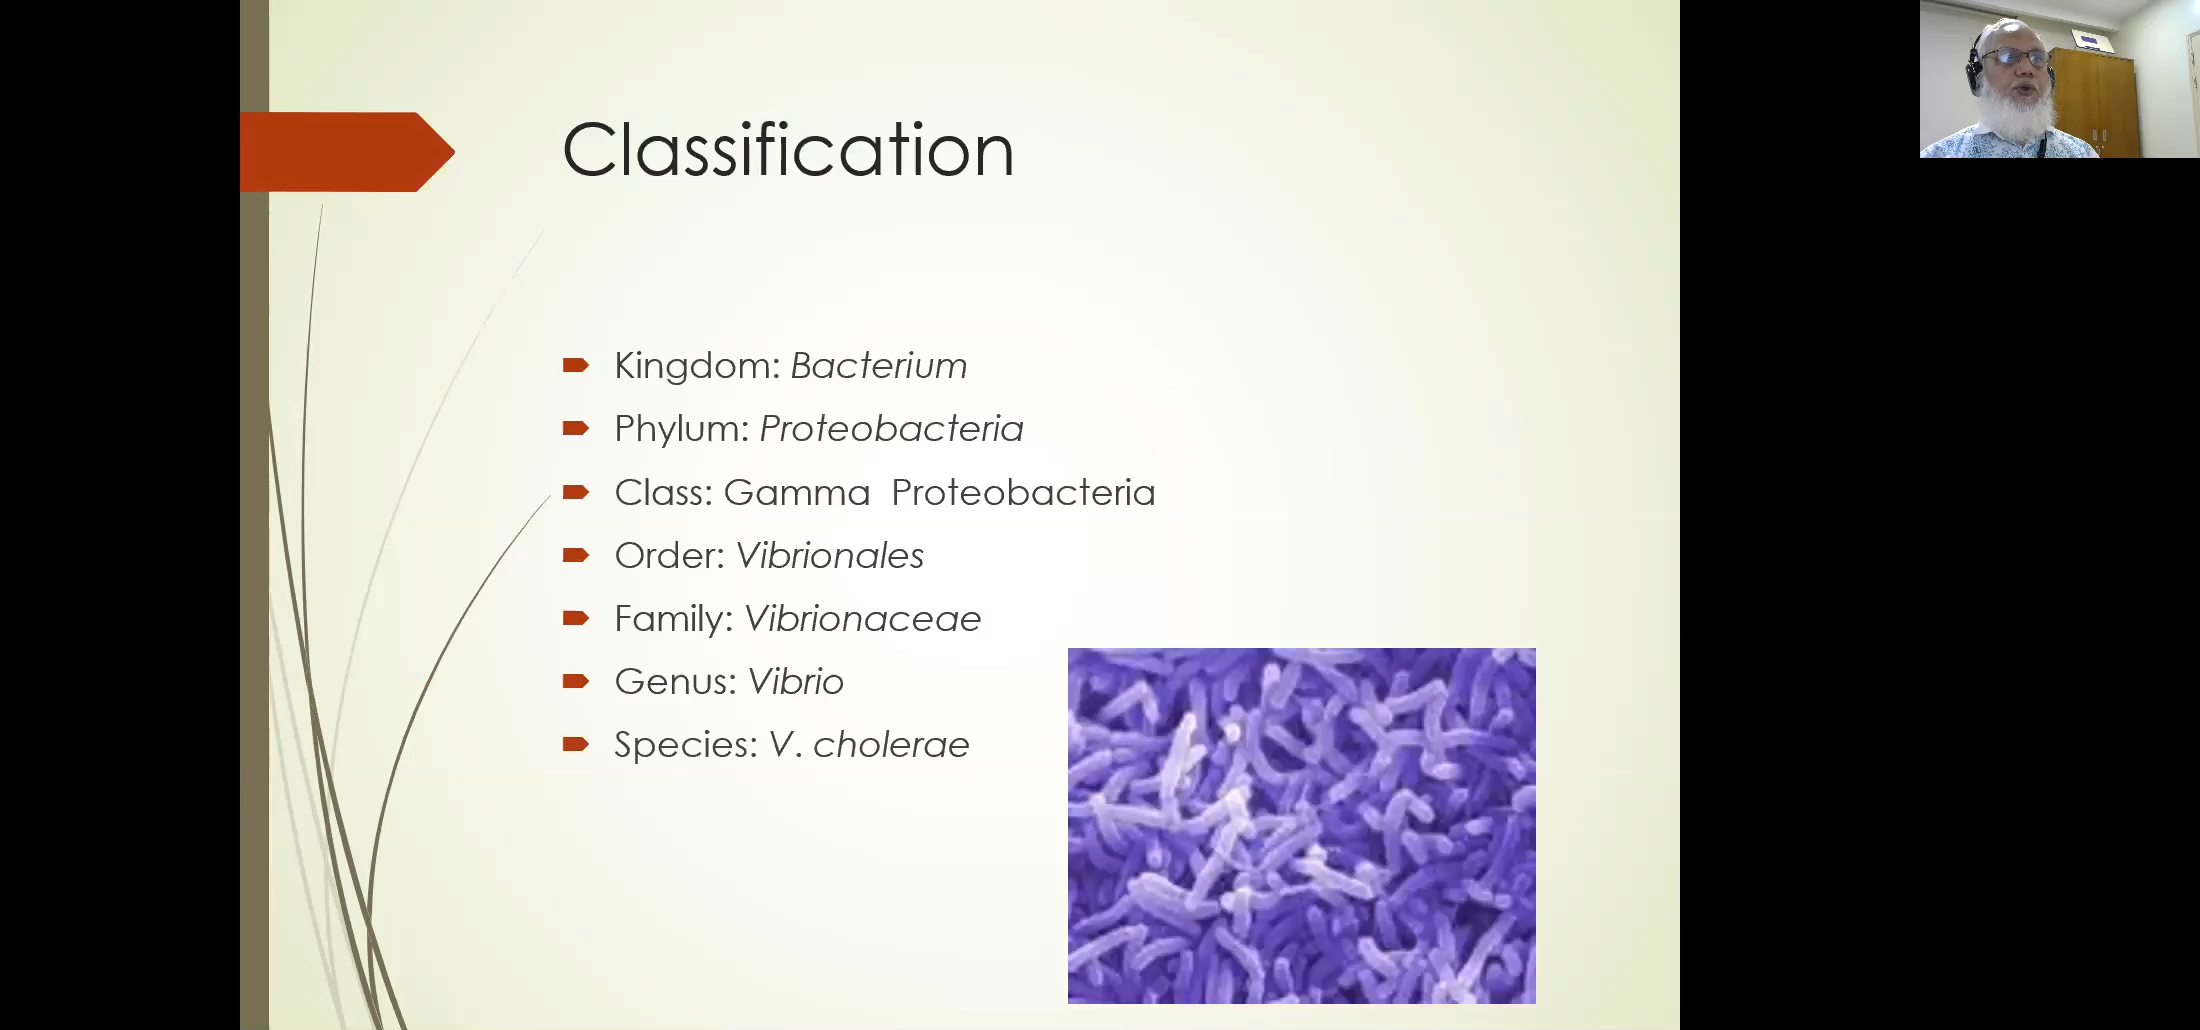 Classification
Kingdom: Bacterium
Phylum: Proteobacteria
Class: Gamma  Proteobacteria
Order: Vibrionales
Family: Vibrionaceae
Genus: Vibrio
Species: V. cholerae